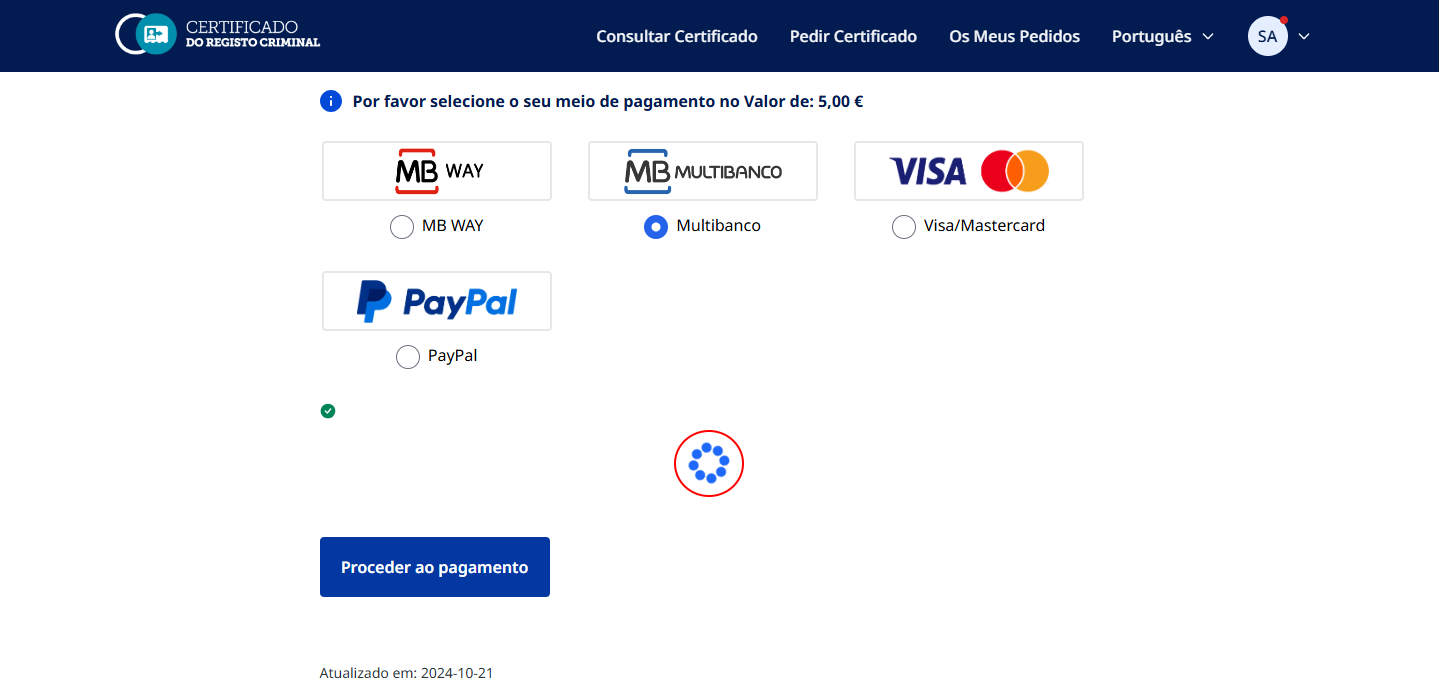 CERTIFICADO
DO REGISTO CRIMINAL
Consultar Certificado Pedir Certificado Os Meus Pedidos Português SA
Por favor selecione o seu meio de pagamento no Valor de: 5,00 €
MB WAY MB MULTIBANCO VISA
MB WAY Multibanco Visa/Mastercard
PayPal
PayPal
Proceder ao pagamento
Atualizado em: 2024-10-21